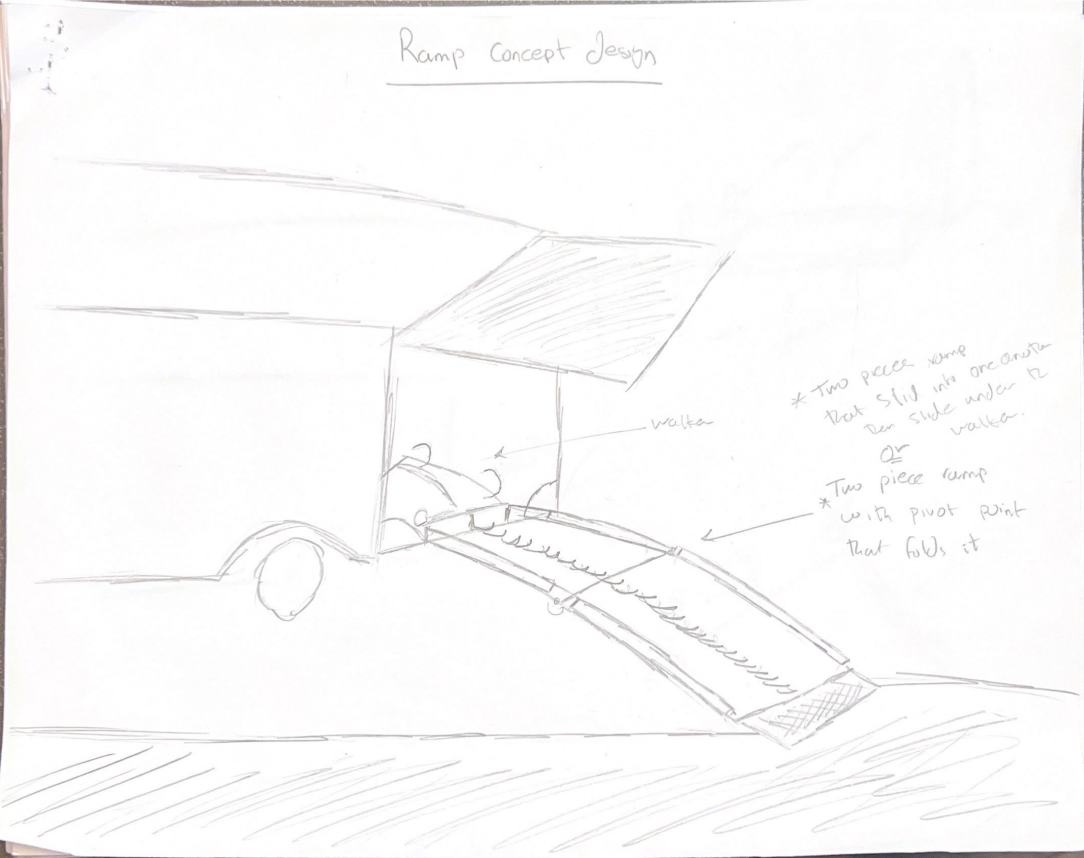 Ramp Concept Design
walker
* Two pieces ramp
that slid into one another
then slide under the
walker.
or
* Two piece ramp
with pivot point
that folds it